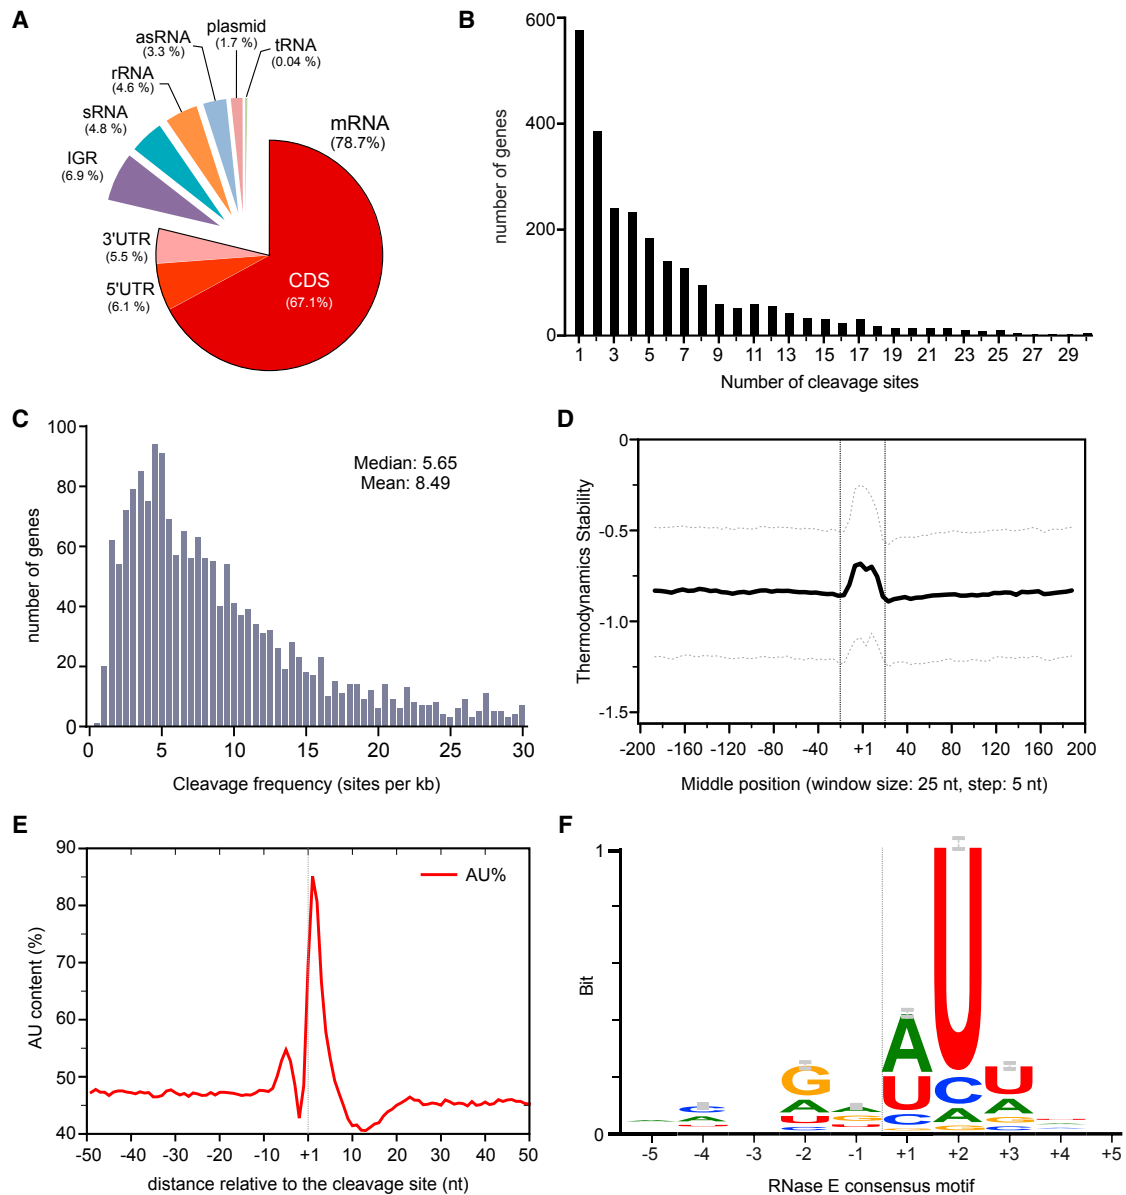 A
plasmid
(1.7 %)
asRNA
(3.3 %)
tRNA
(0.04 %)
rRNA
(4.6 %)
sRNA
(4.8 %)
IGR
(6.9 %)
mRNA
(78.7%)
3'UTR
(5.5 %)
5'UTR
(6.1 %)
CDS
(67.1%)
B
600
400
200
0
number of genes
1 3 5 7 9 11 13 15 17 19 21 23 25 27 29
Number of cleavage sites
C
100
80
60
40
20
0
number of genes
Median: 5.65
Mean: 8.49
0 5 10 15 20 25 30
Cleavage frequency (sites per kb)
D
0
-0.5
-1.0
-1.5
Thermodynamics Stability
-200 -160 -120 -80 -40 +1 40 80 120 160 200
Middle position (window size: 25 nt, step: 5 nt)
E
90
80
70
60
50
40
AU content (%)
AU%
-50 -40 -30 -20 -10 +1 10 20 30 40 50
distance relative to the cleavage site (nt)
F
1
0
Bit
C
A
G
A
U
C
A
G
U
A
U
C
U
C
A
G
U
A
G
C
-5 -4 -3 -2 -1 +1 +2 +3 +4 +5
RNase E consensus motif